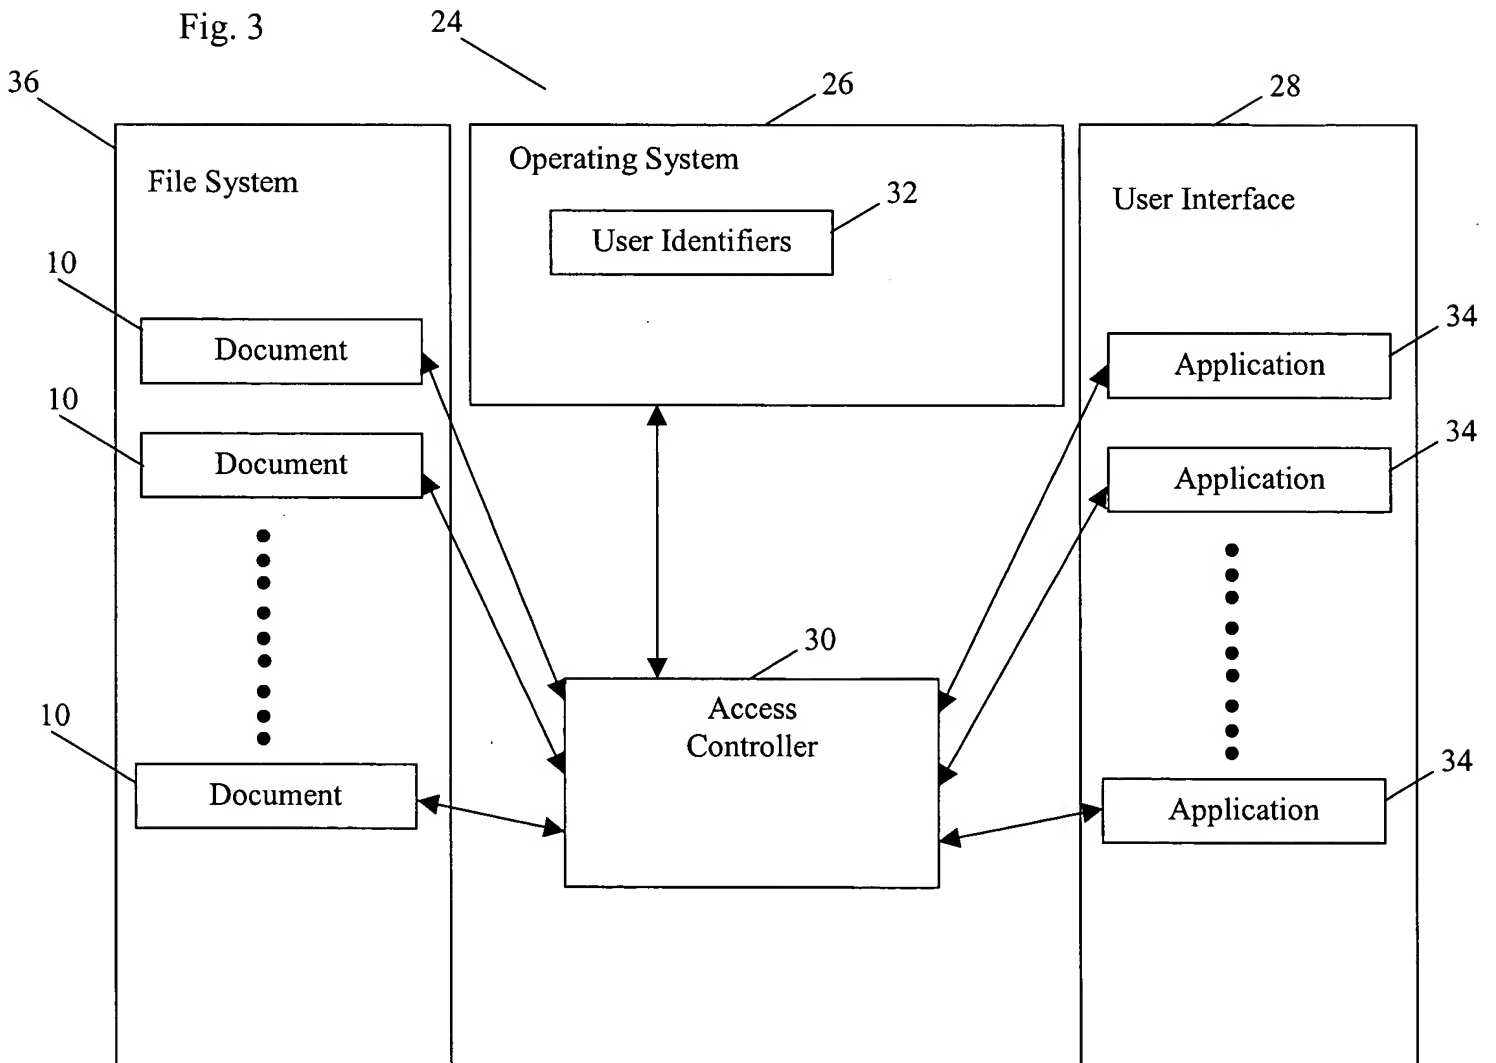 Fig. 3
24
36
26
28
File System
Operating System
User Interface
32
User Identifiers
10
Document
34
Application
10
Document
34
Application
30
Access
Controller
10
Document
34
Application